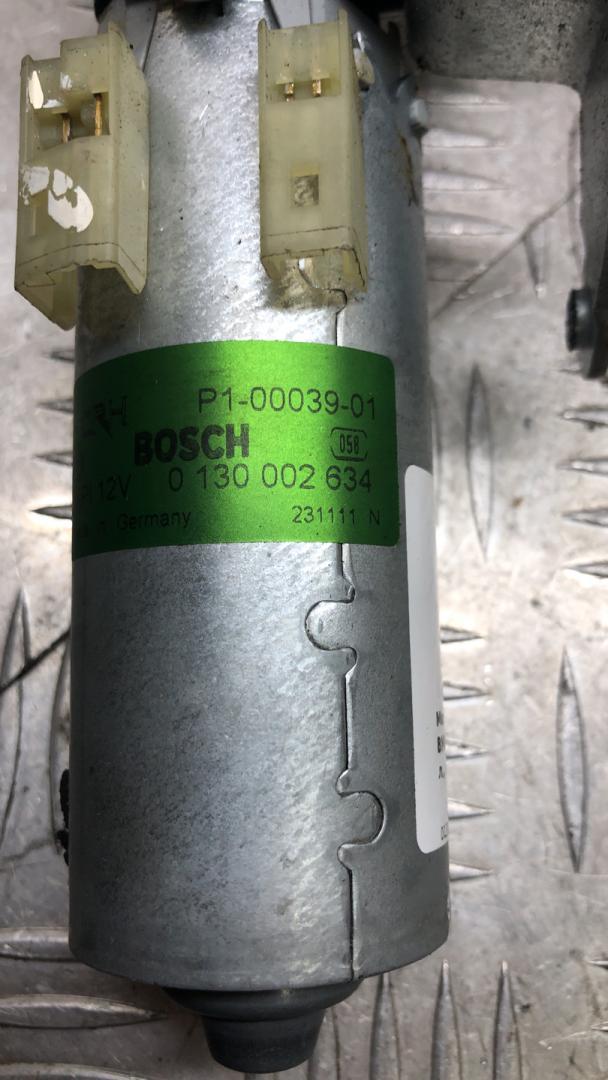 P1-00039-01
BOSCH 058
12V 0 130 002 634
Germany 231111 N